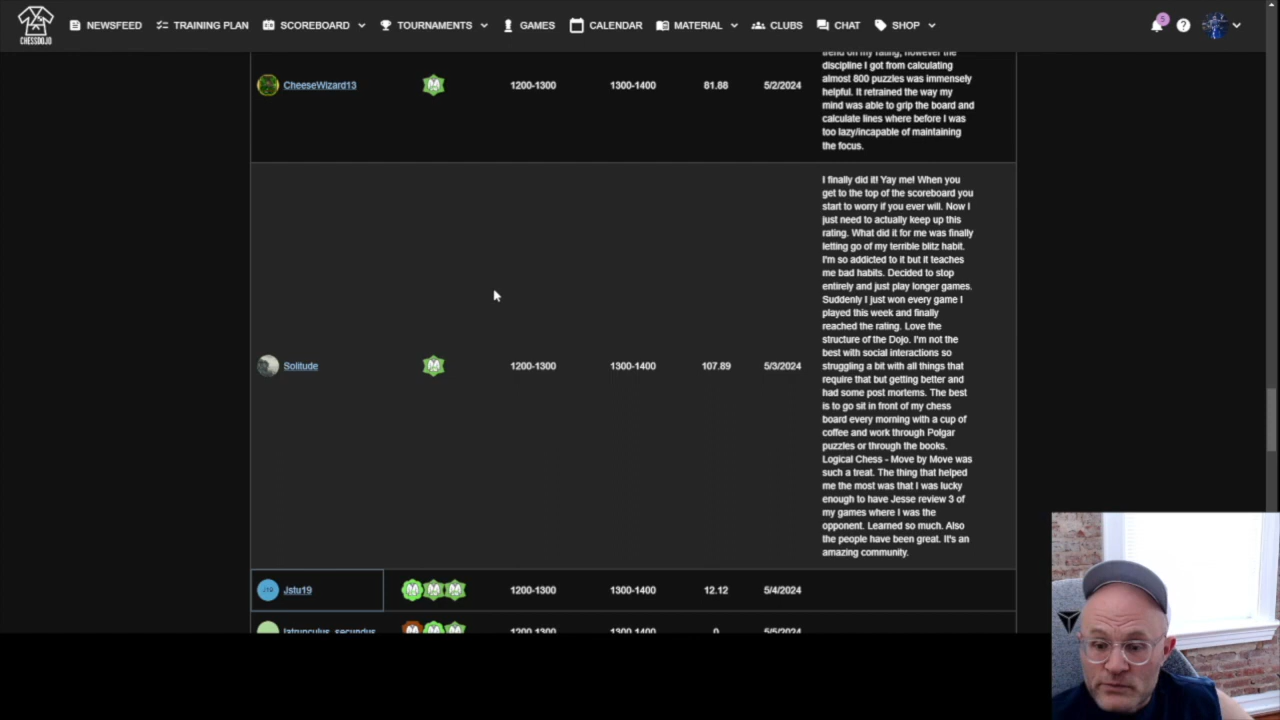 NEWSFEED TRAINING PLAN SCOREBOARD TOURNAMENTS GAMES CALENDAR MATERIAL CLUBS CHAT SHOP 3
CHESSDOJO
trend on my rating, however the
discipline I got from calculating
almost 800 puzzles was immensely
helpful. It retrained the way my
mind was able to grip the board and
calculate lines where before I was
too lazy/incapable of maintaining
the focus.
CheeseWizard13 1200-1300 1300-1400 81.88 5/2/2024
I finally did it! Yay me! When you
get to the top of the scoreboard you
start to worry if you ever will. Now I
just need to actually keep up this
rating. What did it for me was finally
letting go of my terrible blitz habit.
I'm so addicted to it but it teaches
me bad habits. Decided to stop
entirely and just play longer games.
Suddenly I just won every game I
played this week and finally
reached the rating. Love the
structure of the Dojo. I'm not the
best with social interactions so
struggling a bit with all things that
require that but getting better and
had some post mortems. The best
is to go sit in front of my chess
board every morning with a cup of
coffee and work through Polgar
puzzles or through the books.
Logical Chess - Move by Move was
such a treat. The thing that helped
me the most was that I was lucky
enough to have Jesse review 3 of
my games where I was the
opponent. Learned so much. Also
the people have been great. It's an
amazing community.
Solitude 1200-1300 1300-1400 107.89 5/3/2024
J19 Jstu19 1200-1300 1300-1400 12.12 5/4/2024
latrunculus_secundus 1200-1300 1300-1400 0 5/5/2024